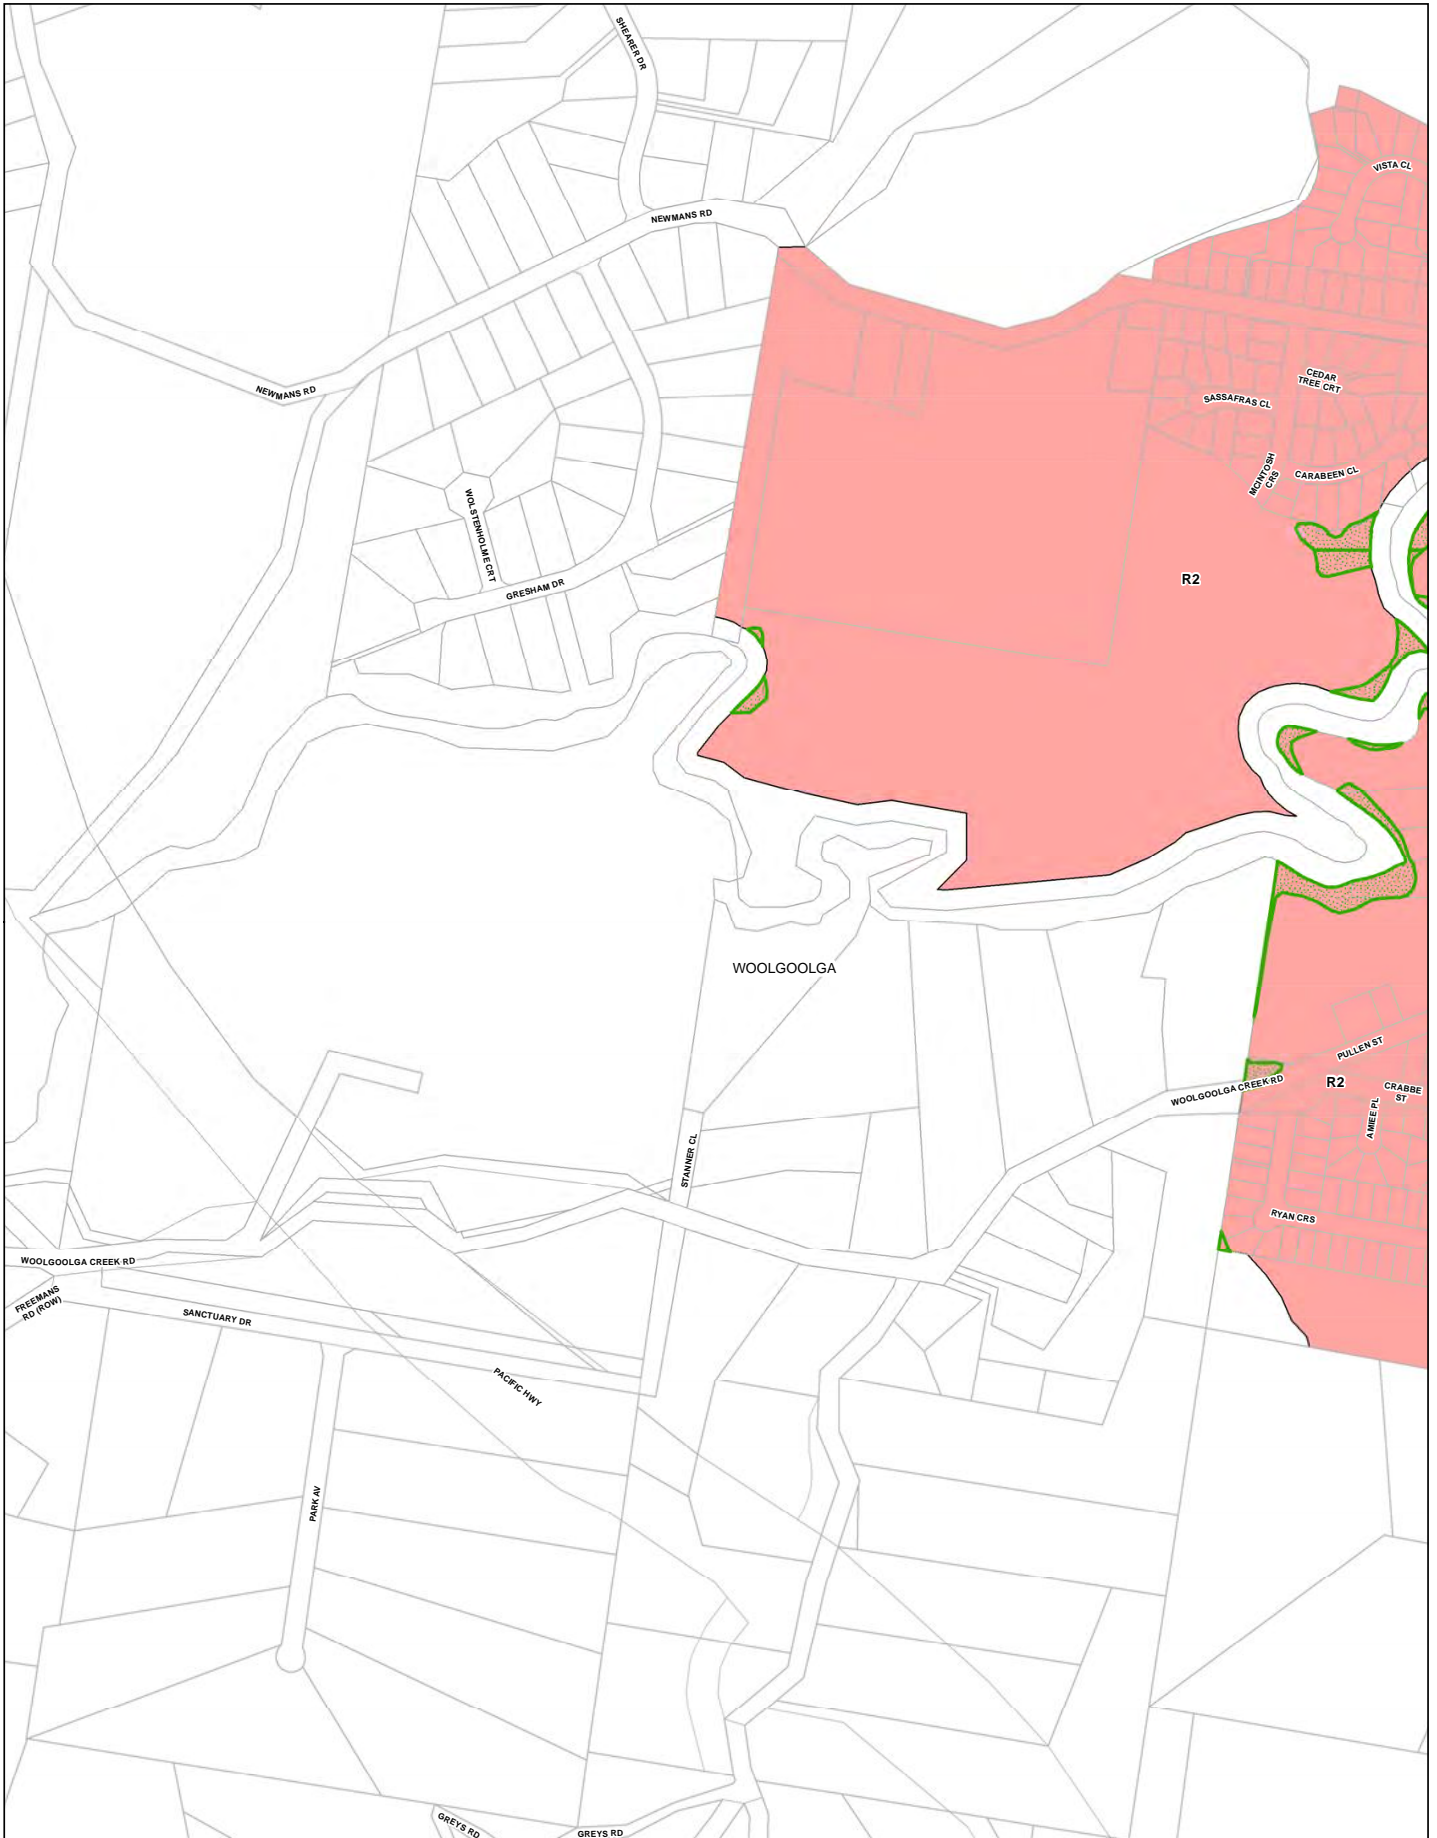 SHEARER DR
VISTA CL
NEWMANS RD
CEDAR
TREE CRT
NEWMANS RD
SASSAFRAS CL
MCINTOSH
CRS
CARABEEN CL
WOLSTENHOLME CRT
R2
GRESHAM DR
WOOLGOOLGA
PULLEN ST
R2
WOOLGOOLGA CREEK RD
CRABBE
ST
AMIEE PL
STANNER CL
RYAN CRS
WOOLGOOLGA CREEK RD
FREEMANS
RD (ROW)
SANCTUARY DR
PACIFIC HWY
PARK AV
GREYS RD
GREYS RD